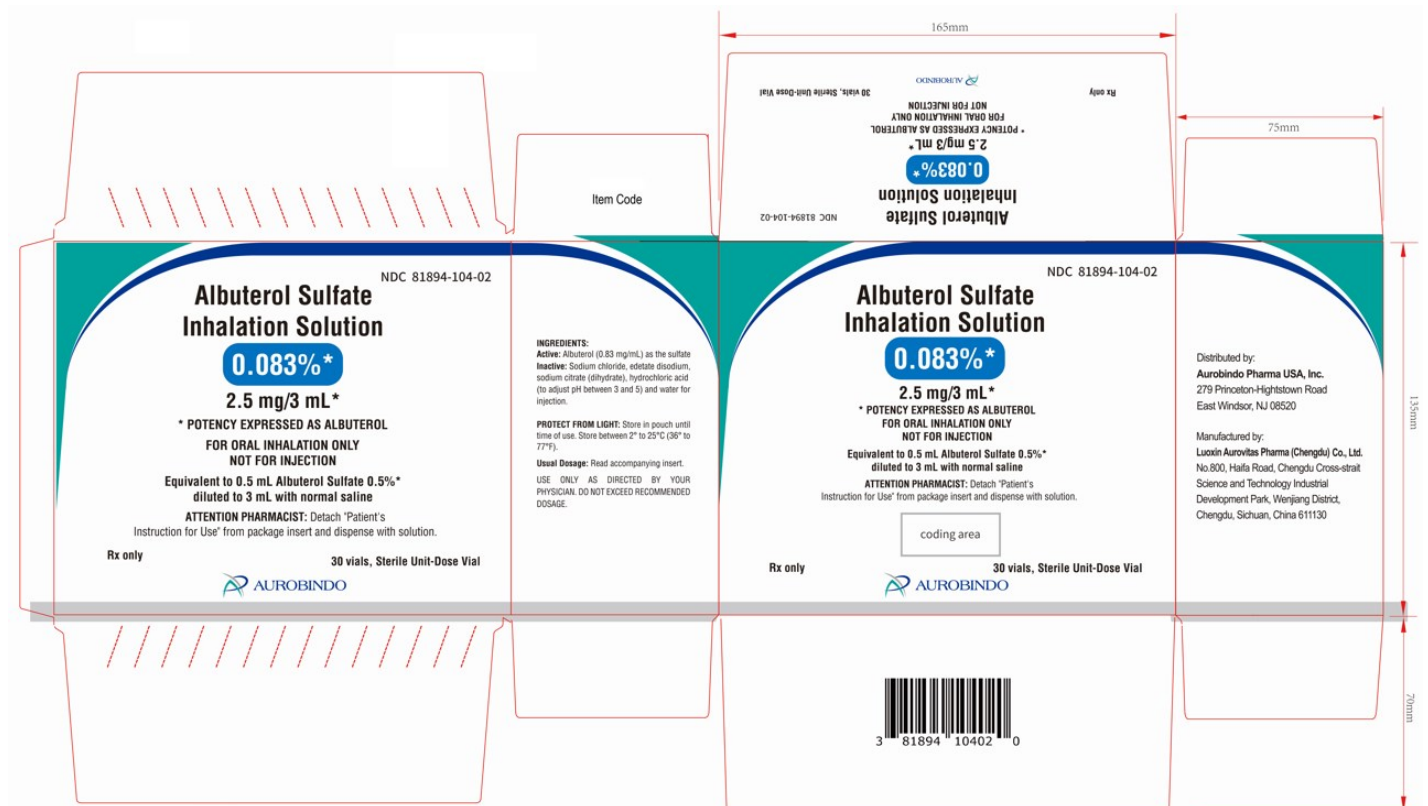 165mm
AUROBINDO
Rx only
30 vials, Sterile Unit-Dose Vial
NOT FOR INJECTION
FOR ORAL INHALATION ONLY
* POTENCY EXPRESSED AS ALBUTEROL
2.5 mg/3 mL*
0.083%*
Inhalation Solution
Albuterol Sulfate
NDC 81894-104-02
75mm
Item Code
NDC 81894-104-02
Albuterol Sulfate
Inhalation Solution
0.083%*
2.5 mg/3 mL*
* POTENCY EXPRESSED AS ALBUTEROL
FOR ORAL INHALATION ONLY
NOT FOR INJECTION
Equivalent to 0.5 mL Albuterol Sulfate 0.5%*
diluted to 3 mL with normal saline
ATTENTION PHARMACIST: Detach "Patient's
Instruction for Use" from package insert and dispense with solution.
Rx only
30 vials, Sterile Unit-Dose Vial
AUROBINDO
INGREDIENTS:
Active: Albuterol (0.83 mg/mL) as the sulfate
Inactive: Sodium chloride, edetate disodium,
sodium citrate (dihydrate), hydrochloric acid
(to adjust pH between 3 and 5) and water for
injection.
PROTECT FROM LIGHT: Store in pouch until
time of use. Store between 2° to 25°C (36° to
77°F).
Usual Dosage: Read accompanying insert.
USE ONLY AS DIRECTED BY YOUR
PHYSICIAN. DO NOT EXCEED RECOMMENDED
DOSAGE.
NDC 81894-104-02
Albuterol Sulfate
Inhalation Solution
0.083%*
2.5 mg/3 mL*
* POTENCY EXPRESSED AS ALBUTEROL
FOR ORAL INHALATION ONLY
NOT FOR INJECTION
Equivalent to 0.5 mL Albuterol Sulfate 0.5%*
diluted to 3 mL with normal saline
ATTENTION PHARMACIST: Detach "Patient's
Instruction for Use" from package insert and dispense with solution.
coding area
Rx only
30 vials, Sterile Unit-Dose Vial
AUROBINDO
Distributed by:
Aurobindo Pharma USA, Inc.
279 Princeton-Hightstown Road
East Windsor, NJ 08520
Manufactured by:
Luoxin Aurovitas Pharma (Chengdu) Co., Ltd.
No.800, Haifa Road, Chengdu Cross-strait
Science and Technology Industrial
Development Park, Wenjiang District,
Chengdu, Sichuan, China 611130
135mm
70mm
3 81894 10402 0